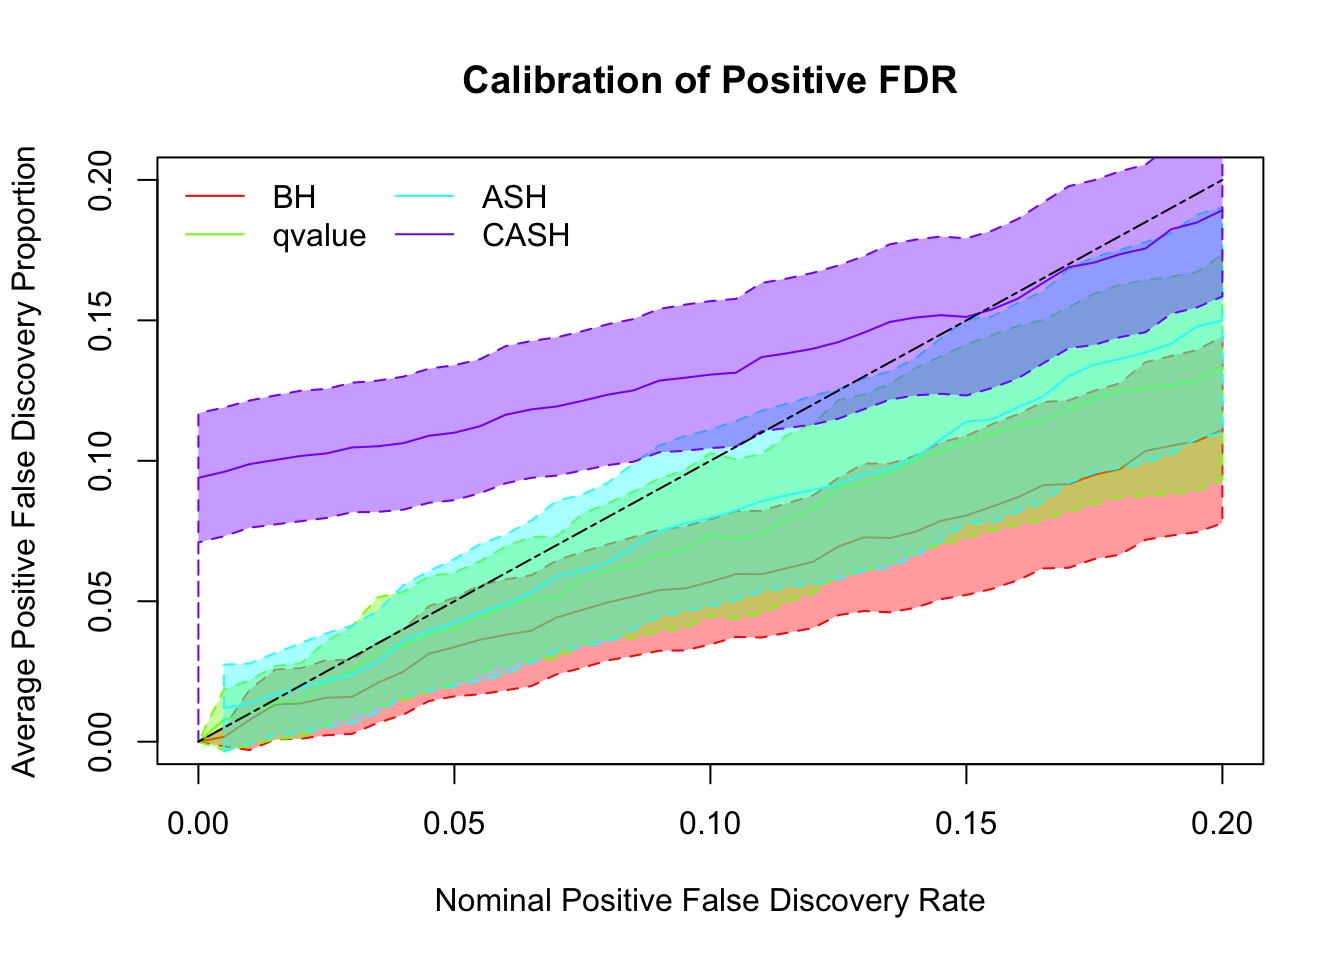 Calibration of Positive FDR
Average Positive False Discovery Proportion
0.20
0.15
0.10
0.05
0.00
BH
qvalue
ASH
CASH
0.00
0.05
0.10
0.15
0.20
Nominal Positive False Discovery Rate